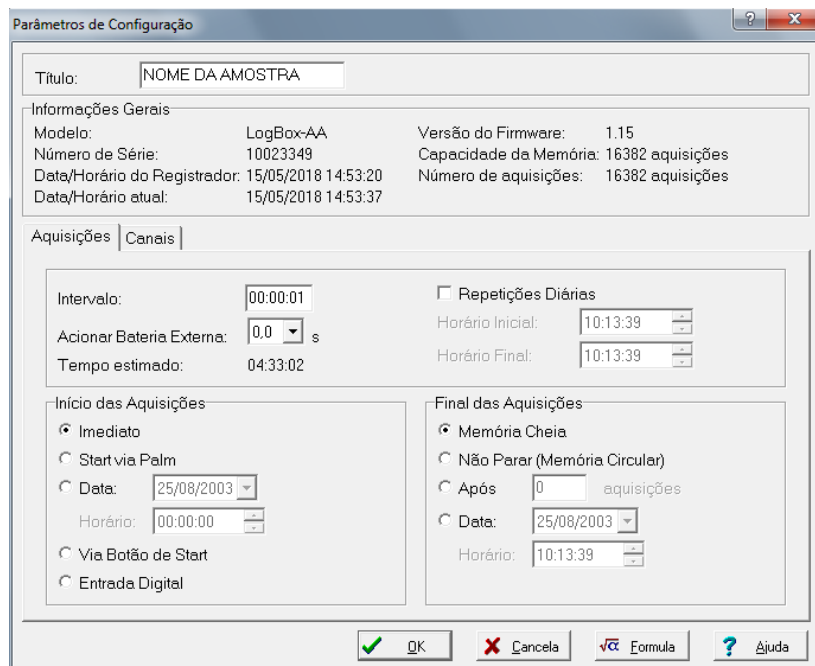 Parâmetros de Configuração
Título: NOME DA AMOSTRA
Informações Gerais
Modelo: LogBox-AA Versão do Firmware: 1.15
Número de Série: 10023349 Capacidade da Memória: 16382 aquisições
Data/Horário do Registrador: 15/05/2018 14:53:20 Número de aquisições: 16382 aquisições
Data/Horário atual: 15/05/2018 14:53:37
Aquisições Canais
Intervalo: 00:00:01
Acionar Bateria Externa: 0,0 s
Tempo estimado: 04:33:02
Repetições Diárias
Horário Inicial: 10:13:39
Horário Final: 10:13:39
Início das Aquisições
Imediato
Start via Palm
Data: 25/08/2003
Horário: 00:00:00
Via Botão de Start
Entrada Digital
Final das Aquisições
Memória Cheia
Não Parar (Memória Circular)
Após 0 aquisições
Data: 25/08/2003
Horário: 10:13:39
OK Cancela √α Formula ? Ajuda